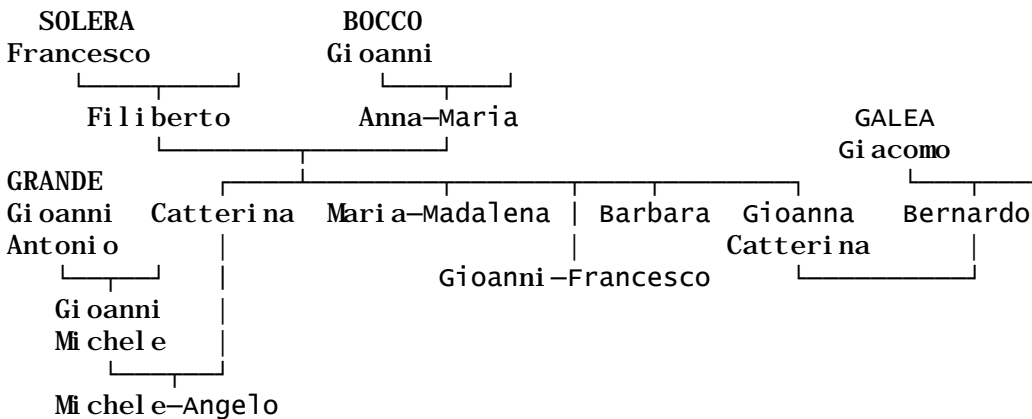 SOLERA BOCCO
Francesco Gioanni
Filiberto Anna—Maria GALEA
Giacomo
GRANDE
Gioanni Catterina Maria—Madalena Barbara Gioanna Bernardo
Antonio Catterina
Gioanni—Francesco
Gioanni
Michele
Michele—Angelo